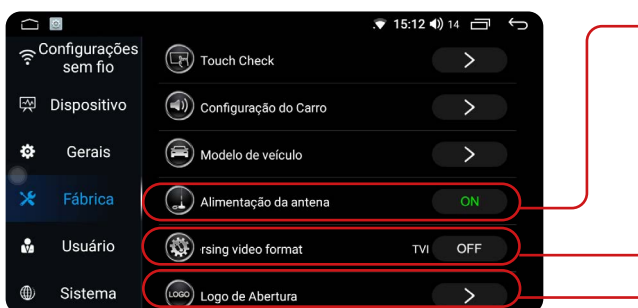 15:12 14
Configurações
sem fio
Touch Check
Dispositivo
Configuração do Carro
Gerais
Modelo de veículo
Fábrica
Alimentação da antena
ON
Usuário
rsing video format
TVI
OFF
Sistema
LOGO
Logo de Abertura